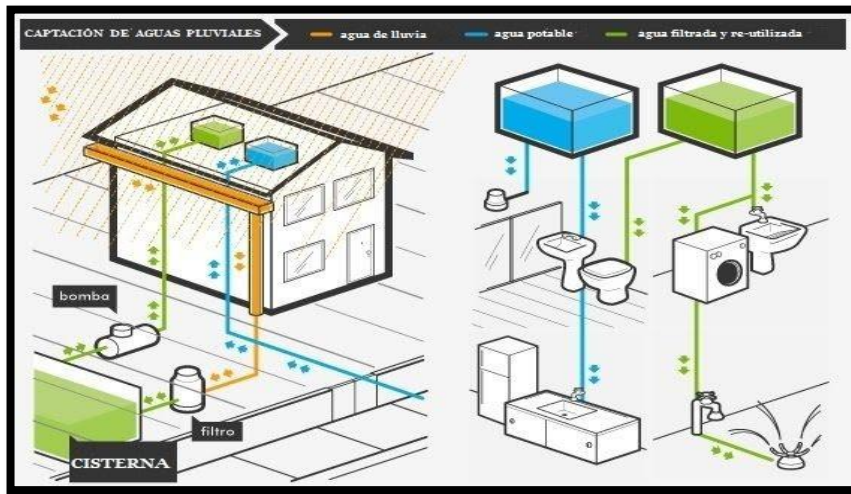 CAPTACIÓN DE AGUAS PLUVIALES
agua de lluvia
agua potable
agua filtrada y re-utilizada
bomba
filtro
CISTERNA